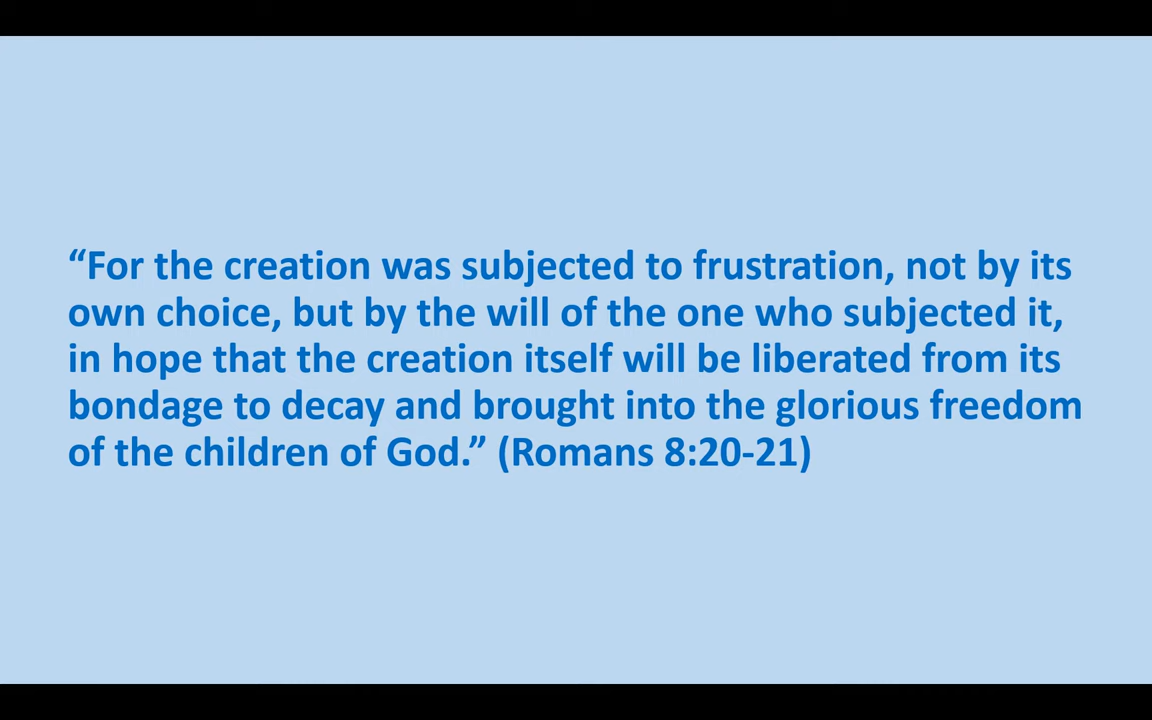 “For the creation was subjected to frustration, not by its
own choice, but by the will of the one who subjected it,
in hope that the creation itself will be liberated from its
bondage to decay and brought into the glorious freedom
of the children of God.” (Romans 8:20-21)